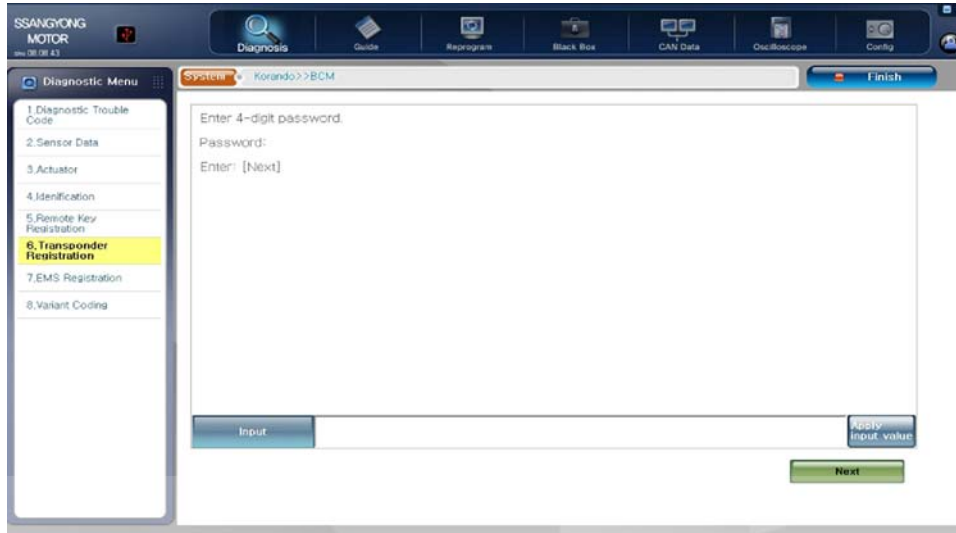 SSANGYONG
MOTOR
Diagnosis
Guide
Reprogram
Black Box
CAN Data
Oscilloscope
Config
Diagnostic Menu
System
Korando>>BCM
Finish
1.Diagnostic Trouble
Code
2.Sensor Data
3.Actuator
4.Idenification
5.Remote Key
Registration
6.Transponder
Registration
7.EMS Registration
8.Variant Coding
Enter 4-digit password.
Password:
Enter: [Next]
Input
Apply
input value
Next